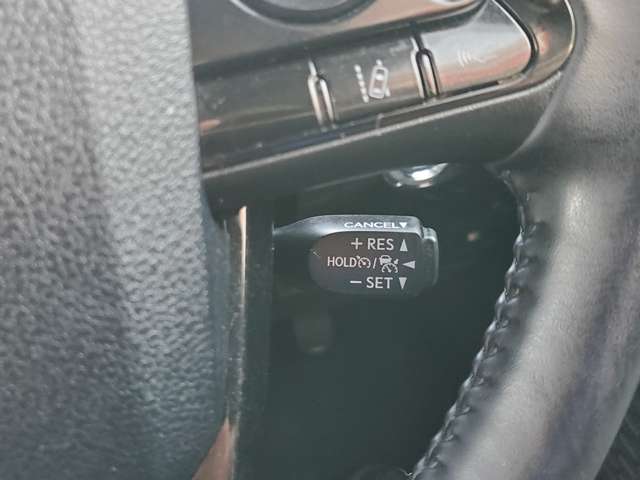 CANCEL▼
+ RES ▲
HOLD / ◄
− SET ▼